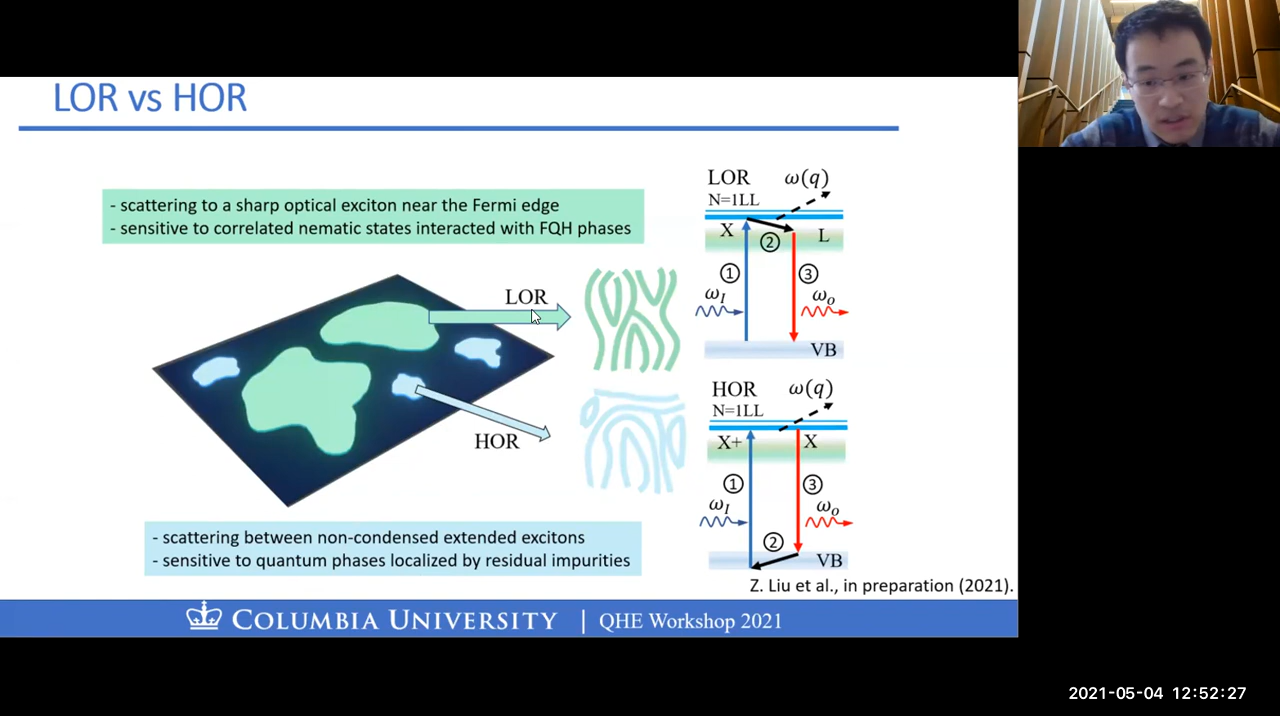 LOR vs HOR
- scattering to a sharp optical exciton near the Fermi edge
- sensitive to correlated nematic states interacted with FQH phases
LOR
HOR
- scattering between non-condensed extended excitons
- sensitive to quantum phases localized by residual impurities
LOR ω(q)
N=1LL
X ② L
① ③
ω_I ω_o
VB
HOR ω(q)
N=1LL
X+ X
① ③
ω_I ω_o
② VB
Z. Liu et al., in preparation (2021).
COLUMBIA UNIVERSITY | QHE Workshop 2021
2021-05-04 12:52:27